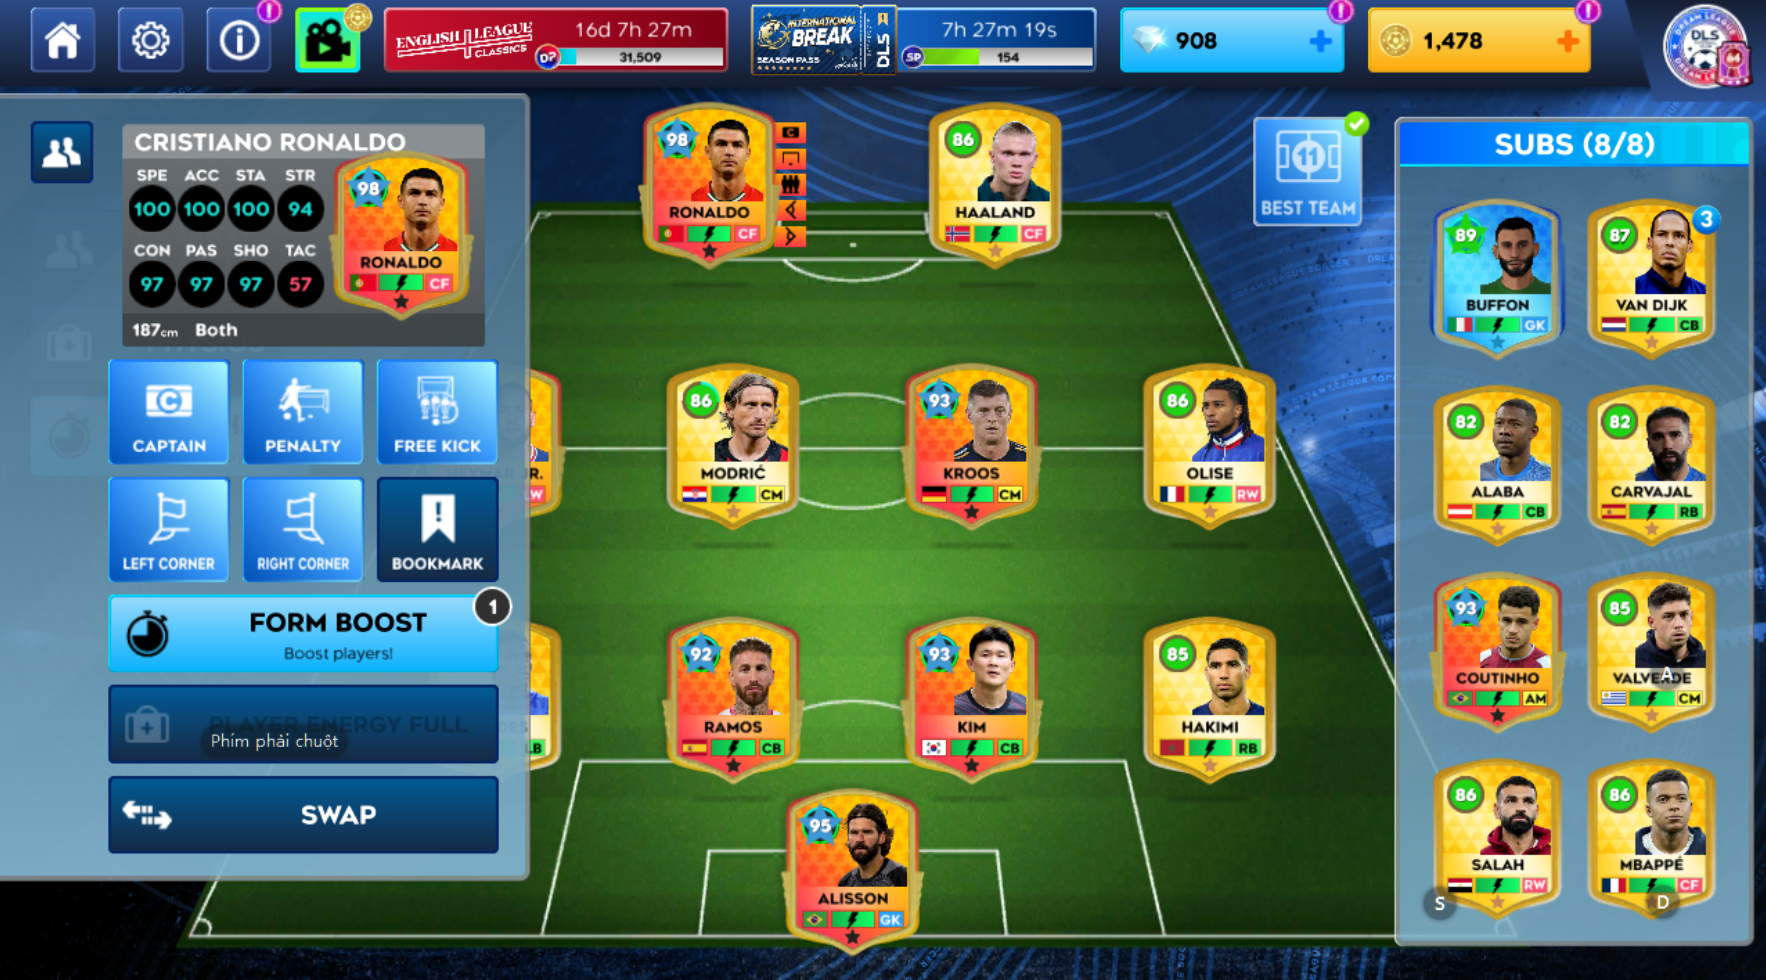 ENGLISH LEAGUE
CLASSICS
16d 7h 27m
DP
31,509
INTERNATIONAL
BREAK
SEASON PASS
DLS
7h 27m 19s
SP
154
908
1,478
DLS
CRISTIANO RONALDO
SPE ACC STA STR
100 100 100 94
CON PAS SHO TAC
97 97 97 57
187cm Both
98
RONALDO
CF
CAPTAIN
PENALTY
FREE KICK
LEFT CORNER
RIGHT CORNER
BOOKMARK
FORM BOOST
1
Boost players!
PLAYER ENERGY FULL
Phím phải chuột
SWAP
98
C
RONALDO
CF
86
HAALAND
CF
11
BEST TEAM
JR.
86
MODRIĆ
CM
93
KROOS
CM
86
OLISE
RW
LB
92
RAMOS
CB
93
KIM
CB
85
HAKIMI
RB
95
ALISSON
GK
SUBS (8/8)
89
BUFFON
GK
87
3
VAN DIJK
CB
82
ALABA
CB
82
CARVAJAL
RB
93
COUTINHO
AM
85
VALVERDE
A
CM
86
SALAH
RW
S
86
MBAPPÉ
CF
D